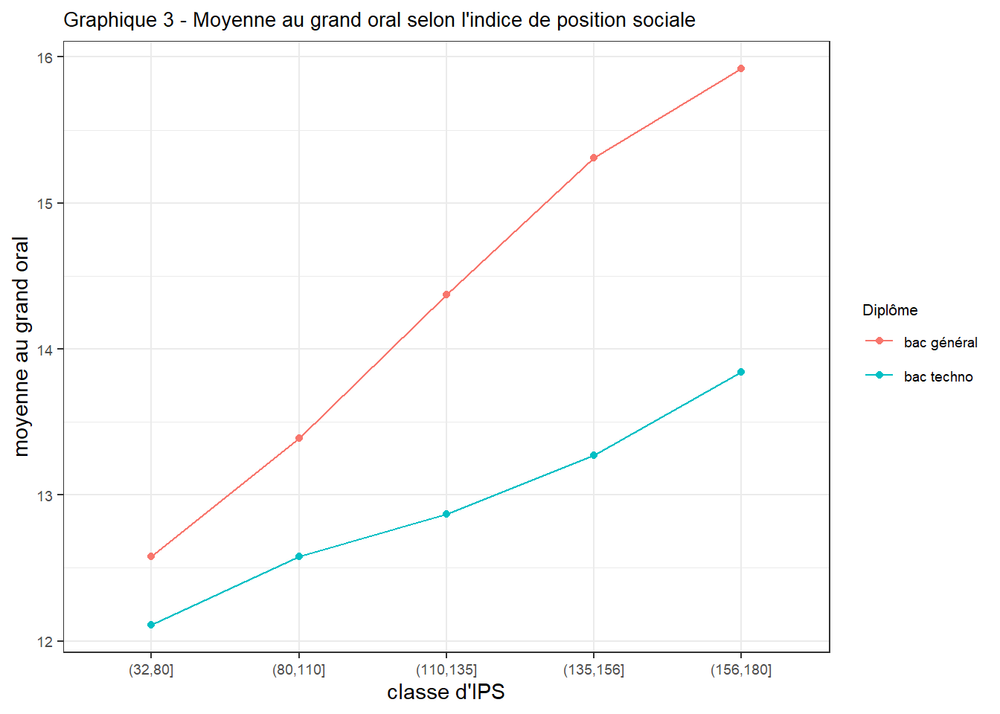 Graphique 3 - Moyenne au grand oral selon l'indice de position sociale
moyenne au grand oral
16
15
14
13
12
(32,80]
(80,110]
(110,135]
(135,156]
(156,180]
classe d'IPS
Diplôme
bac général
bac techno